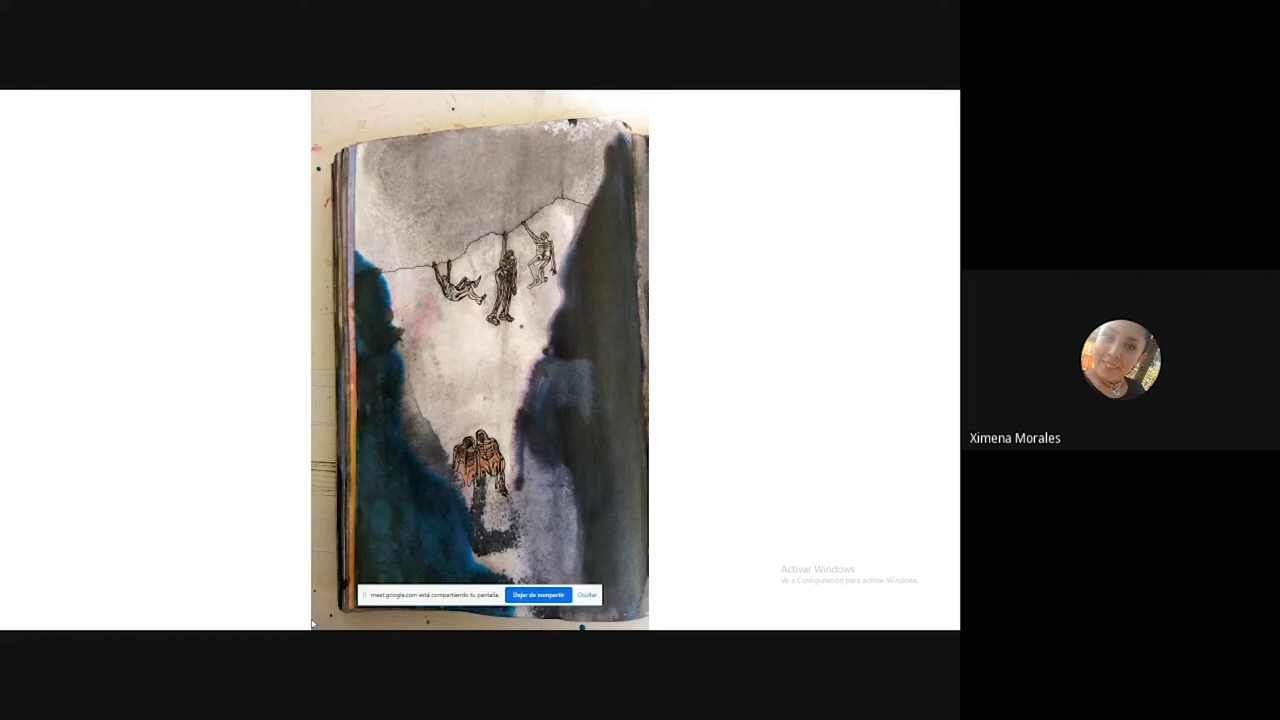 Activar Windows
Ve a Configuración para activar Windows.
Ximena Morales
meet.google.com está compartiendo tu pantalla.
Dejar de compartir
Ocultar